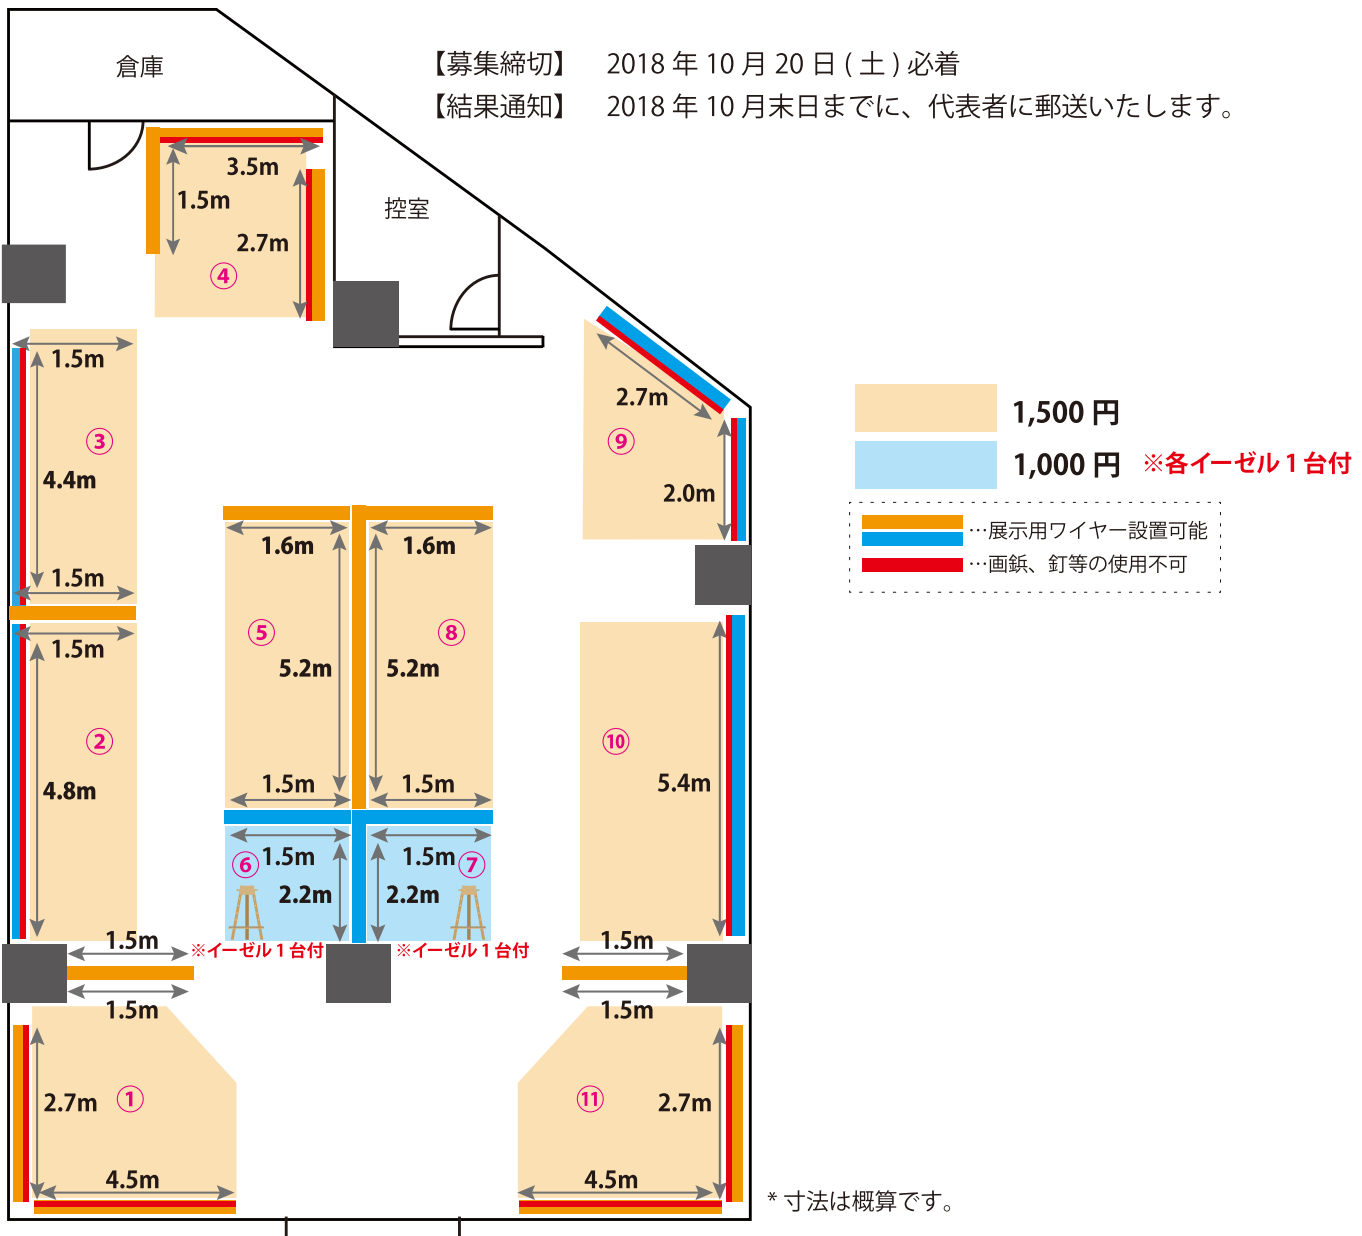 【募集締切】　2018 年 10 月 20 日 ( 土 ) 必着
【結果通知】　2018 年 10 月末日までに、代表者に郵送いたします。
倉庫
控室
3.5m
1.5m
2.7m
④
1.5m
③
4.4m
1.5m
2.7m
⑨
2.0m
1,500 円
1,000 円　※各イーゼル 1 台付
…展示用ワイヤー設置可能
…画鋲、釘等の使用不可
1.6m
1.6m
⑤
⑧
5.2m
5.2m
1.5m
1.5m
1.5m
②
4.8m
⑩
5.4m
⑥
1.5m
2.2m
※イーゼル 1 台付
1.5m
⑦
2.2m
※イーゼル 1 台付
1.5m
1.5m
1.5m
1.5m
①
2.7m
4.5m
⑪
2.7m
4.5m
* 寸法は概算です。